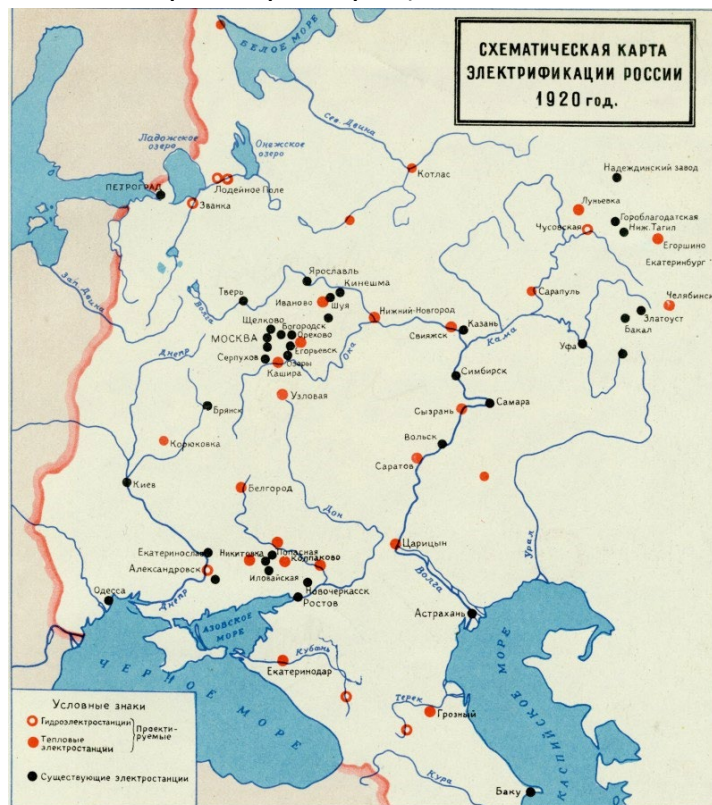 СХЕМАТИЧЕСКАЯ КАРТА
ЭЛЕКТРИФИКАЦИИ РОССИИ
1920 год.
БЕЛОЕ МОРЕ
Ладожское
озеро
Онежское
озеро
Сев. Двина
Котлас
ПЕТРОГРАД
Лодейное Поле
Званка
Надеждинский завод
Луньевка
Гороблагодатская
Чусовская
Ниж. Тагил
Егоршино
Екатеринбург
Зап. Двина
Волга
Тверь
Ярославль
Кинешма
Иваново
Шуя
Нижний-Новгород
Сарапуль
Челябинск
Златоуст
Бакал
Щелково
Богородск
МОСКВА
Орехово
Егорьевск
Серпухов
Озары
Кашира
Ока
Свияжск
Казань
Кама
Уфа
Днепр
Узловая
Симбирск
Брянск
Сызрань
Самара
Корюковка
Вольск
Саратов
Киев
Белгород
Дон
Урал
Екатеринослав
Никитовка
Попасная
Колпаково
Царицын
Александровск
Иловайская
Новочеркасск
Волга
Одесса
Днепр
Ростов
Астрахань
АЗОВСКОЕ
МОРЕ
ЧЕРНОЕ МОРЕ
Кубань
Екатеринодар
КАСПИЙСКОЕ МОРЕ
Терек
Грозный
Кура
Баку
Условные знаки
Гидроэлектростанции
Тепловые
электростанции
Проекти-
руемые
Существующие электростанции